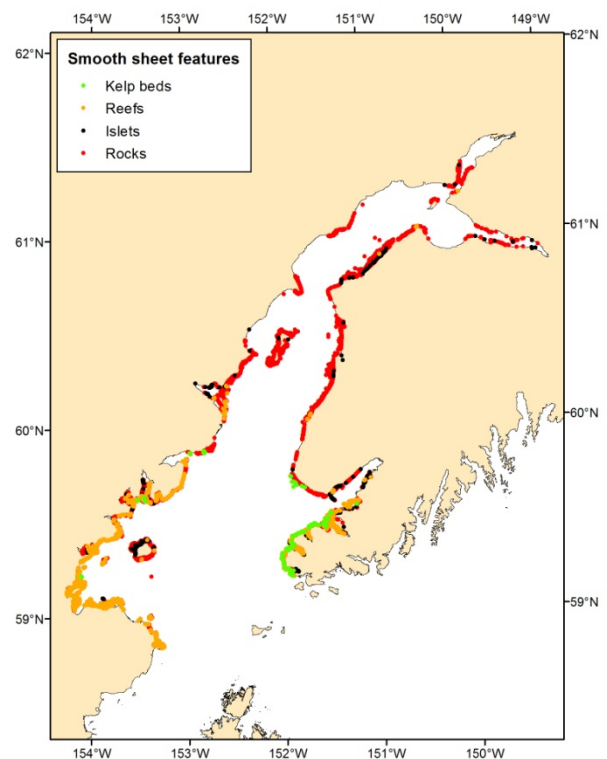 154°W 153°W 152°W 151°W 150°W 149°W
62°N 62°N
Smooth sheet features
Kelp beds
Reefs
Islets
Rocks
61°N 61°N
60°N 60°N
59°N 59°N
154°W 153°W 152°W 151°W 150°W